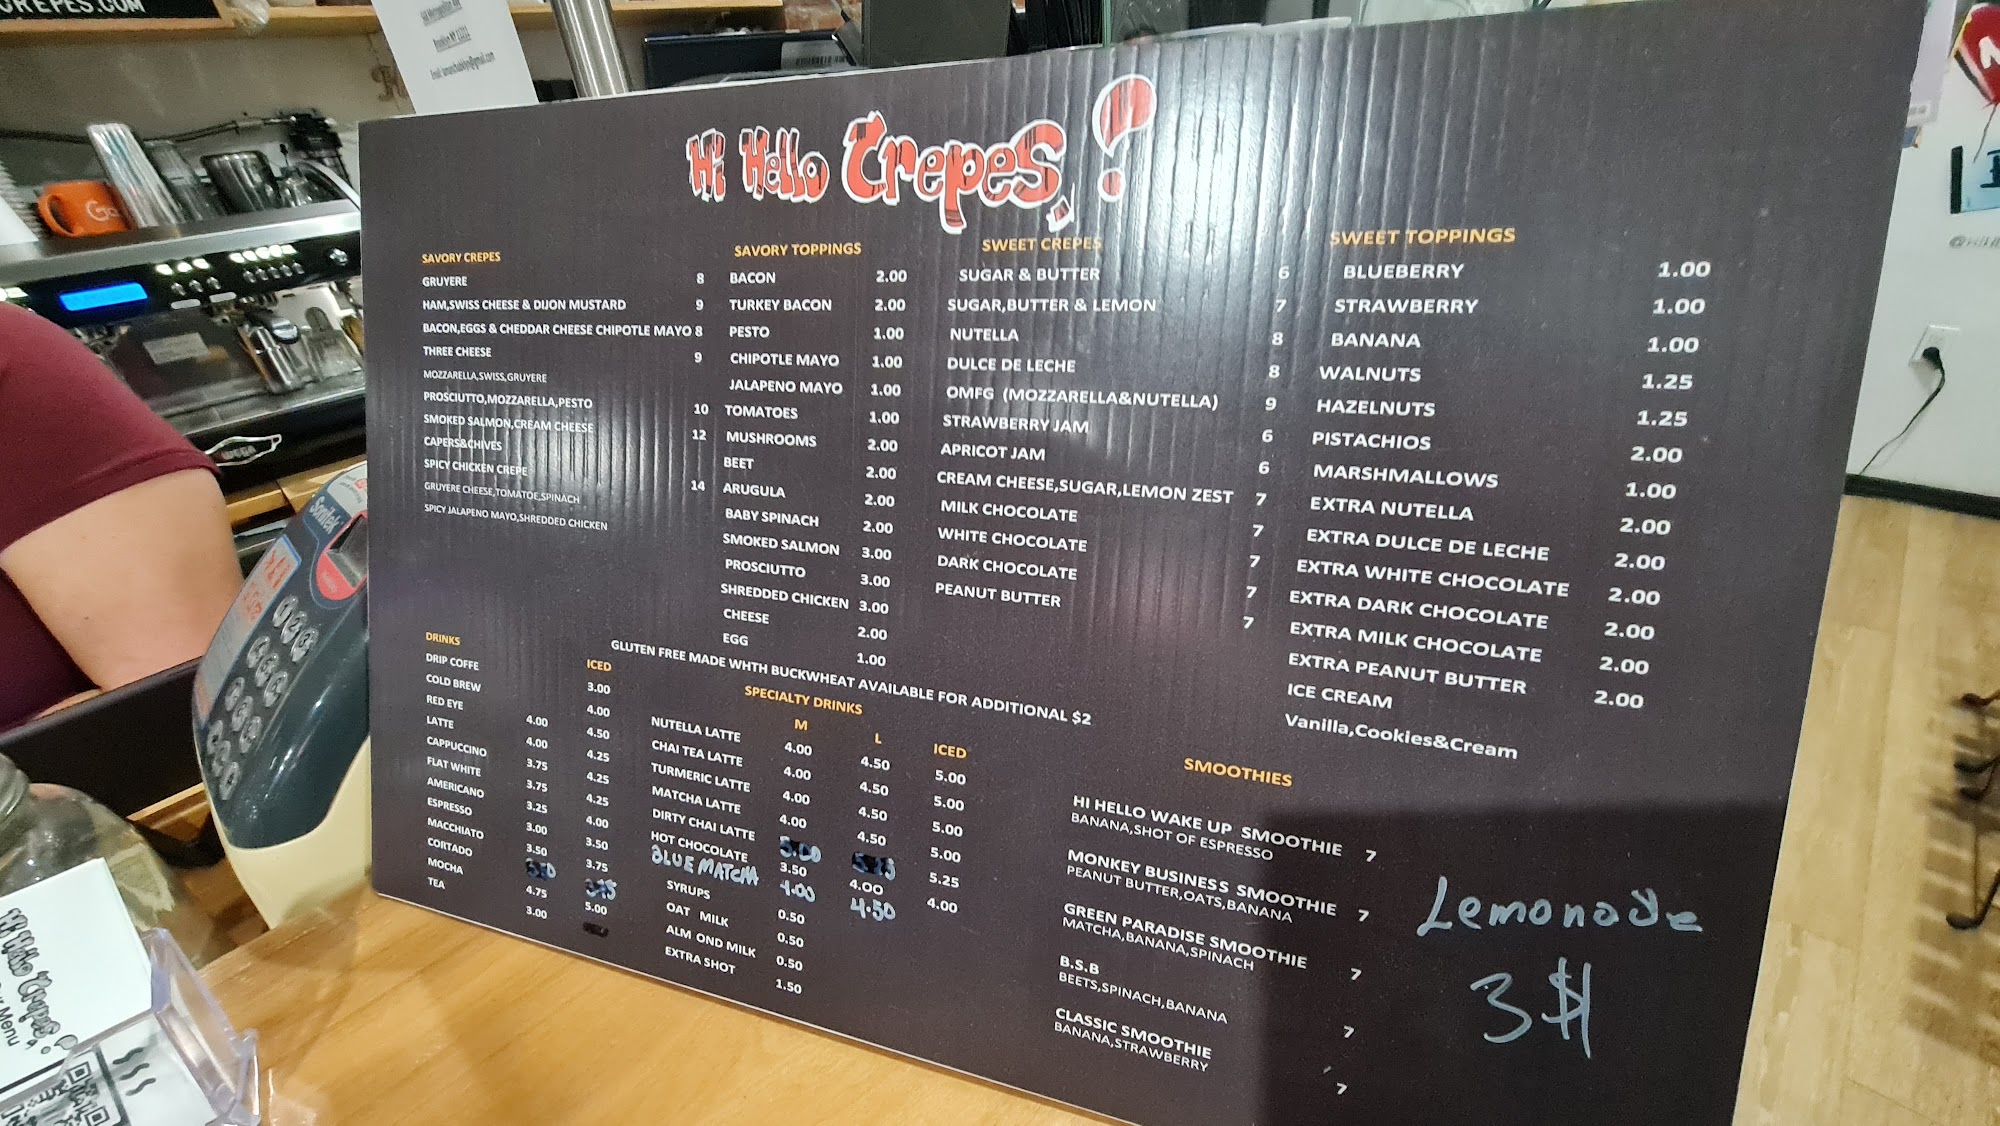 CREPES.COM
Brooklyn NY 11211
Hi Hello Crepes!
SAVORY CREPES
GRUYERE 8
HAM,SWISS CHEESE & DIJON MUSTARD 9
BACON,EGGS & CHEDDAR CHEESE CHIPOTLE MAYO 8
THREE CHEESE 9
MOZZARELLA,SWISS,GRUYERE
PROSCIUTTO,MOZZARELLA,PESTO 10
SMOKED SALMON,CREAM CHEESE 12
CAPERS&CHIVES
SPICY CHICKEN CREPE 14
GRUYERE CHEESE,TOMATOE,SPINACH
SPICY JALAPENO MAYO,SHREDDED CHICKEN
SAVORY TOPPINGS
BACON 2.00
TURKEY BACON 2.00
PESTO 1.00
CHIPOTLE MAYO 1.00
JALAPENO MAYO 1.00
TOMATOES 1.00
MUSHROOMS 2.00
BEET 2.00
ARUGULA 2.00
BABY SPINACH 2.00
SMOKED SALMON 3.00
PROSCIUTTO 3.00
SHREDDED CHICKEN 3.00
CHEESE 2.00
EGG 1.00
SWEET CREPES
SUGAR & BUTTER 6
SUGAR,BUTTER & LEMON 7
NUTELLA 8
DULCE DE LECHE 8
OMFG (MOZZARELLA&NUTELLA) 9
STRAWBERRY JAM 6
APRICOT JAM 6
CREAM CHEESE,SUGAR,LEMON ZEST 7
MILK CHOCOLATE 7
WHITE CHOCOLATE 7
DARK CHOCOLATE 7
PEANUT BUTTER 7
SWEET TOPPINGS
BLUEBERRY 1.00
STRAWBERRY 1.00
BANANA 1.00
WALNUTS 1.25
HAZELNUTS 1.25
PISTACHIOS 2.00
MARSHMALLOWS 1.00
EXTRA NUTELLA 2.00
EXTRA DULCE DE LECHE 2.00
EXTRA WHITE CHOCOLATE 2.00
EXTRA DARK CHOCOLATE 2.00
EXTRA MILK CHOCOLATE 2.00
EXTRA PEANUT BUTTER 2.00
ICE CREAM
Vanilla,Cookies&Cream
GLUTEN FREE MADE WHTH BUCKWHEAT AVAILABLE FOR ADDITIONAL $2
DRINKS ICED
DRIP COFFE 3.00
COLD BREW 4.00
RED EYE 4.50
LATTE 4.00 4.25
CAPPUCCINO 4.00 4.25
FLAT WHITE 3.75 4.25
AMERICANO 3.75 4.00
ESPRESSO 3.25 3.50
MACCHIATO 3.00 3.75
CORTADO 3.50
MOCHA 4.75 5.00
TEA 3.00
SPECIALTY DRINKS
M L ICED
NUTELLA LATTE 4.00 4.50 5.00
CHAI TEA LATTE 4.00 4.50 5.00
TURMERIC LATTE 4.00 4.50 5.00
MATCHA LATTE 4.00 4.50 5.00
DIRTY CHAI LATTE 5.00 5.25
HOT CHOCOLATE 3.50 4.00 4.00
BLUE MATCHA 4.00 4.50
SYRUPS 0.50
OAT MILK 0.50
ALM OND MILK 0.50
EXTRA SHOT 1.50
SMOOTHIES
HI HELLO WAKE UP SMOOTHIE 7
BANANA,SHOT OF ESPRESSO
MONKEY BUSINESS SMOOTHIE 7
PEANUT BUTTER,OATS,BANANA
GREEN PARADISE SMOOTHIE 7
MATCHA,BANANA,SPINACH
B.S.B 7
BEETS,SPINACH,BANANA
CLASSIC SMOOTHIE 7
BANANA,STRAWBERRY
Lemonade
3$
Hi Hello Crepes!
Menu